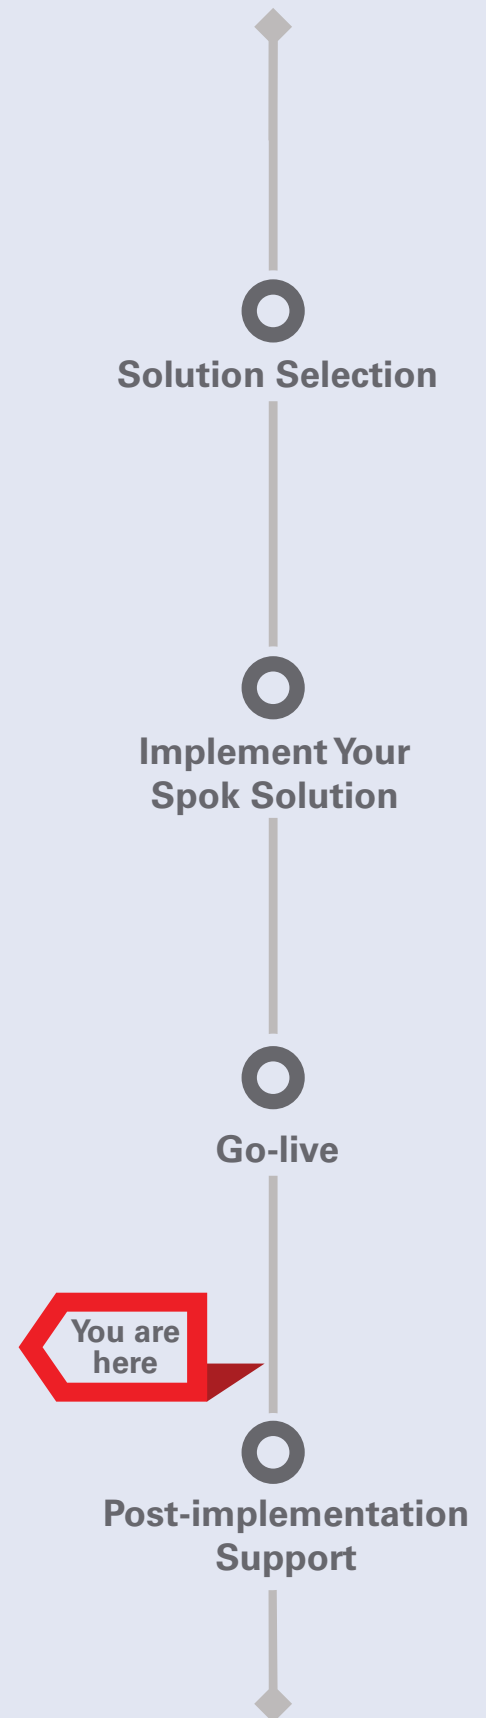 Solution Selection
Implement Your
Spok Solution
Go-live
You are
here
Post-implementation
Support